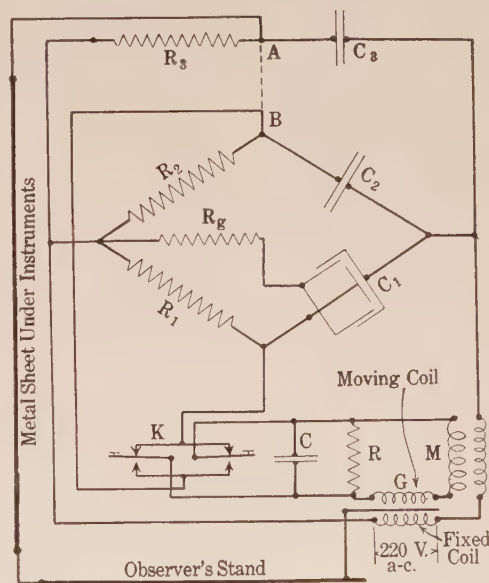 R3
A
C3
B
R2
C2
Rg
R1
C1
Metal Sheet Under Instruments
Moving Coil
K
C
R
G
M
220 V.
a-c.
Fixed
Coil
Observer's Stand